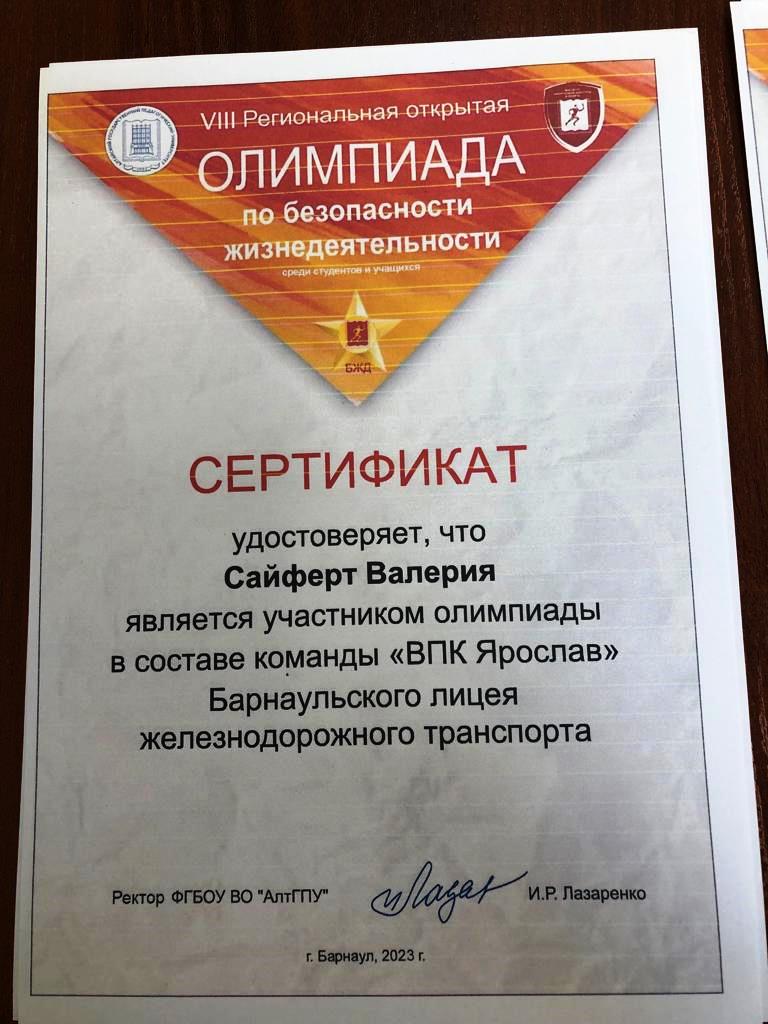 VIII Региональная открытая
ОЛИМПИАДА
по безопасности
жизнедеятельности
среди студентов и учащихся
БЖД
СЕРТИФИКАТ
удостоверяет, что
Сайферт Валерия
является участником олимпиады
в составе команды «ВПК Ярослав»
Барнаульского лицея
железнодорожного транспорта
Ректор ФГБОУ ВО "АлтГПУ" И.Р. Лазаренко
г. Барнаул, 2023 г.